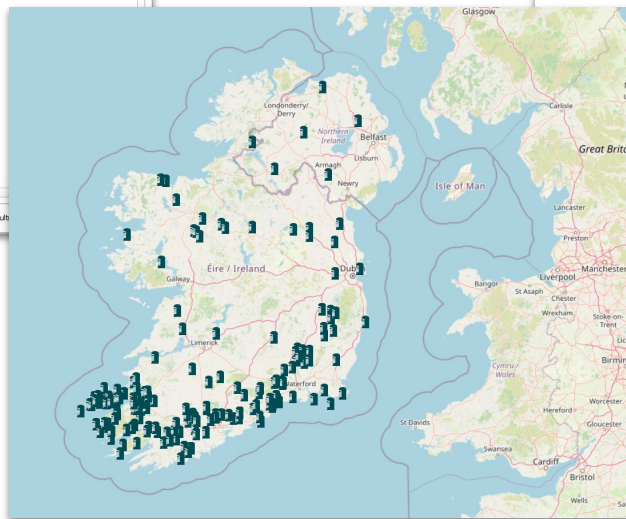 Glasgow
Londonderry/
Derry
Northern
Ireland
Belfast
Carlisle
Great Brita
Armagh
Lisburn
Newry
Isle of Man
Lancaster
Preston
Éire / Ireland
Galway
Dub
Bangor
St Asaph
Liverpool
Manchester
Chester
Wrexham
Stoke-on-
Trent
Limerick
Cymru /
Wales
Birmin
Waterford
Worcester
Hereford
Gloucester
St Davids
Swansea
Cardiff
Bristol
Wells